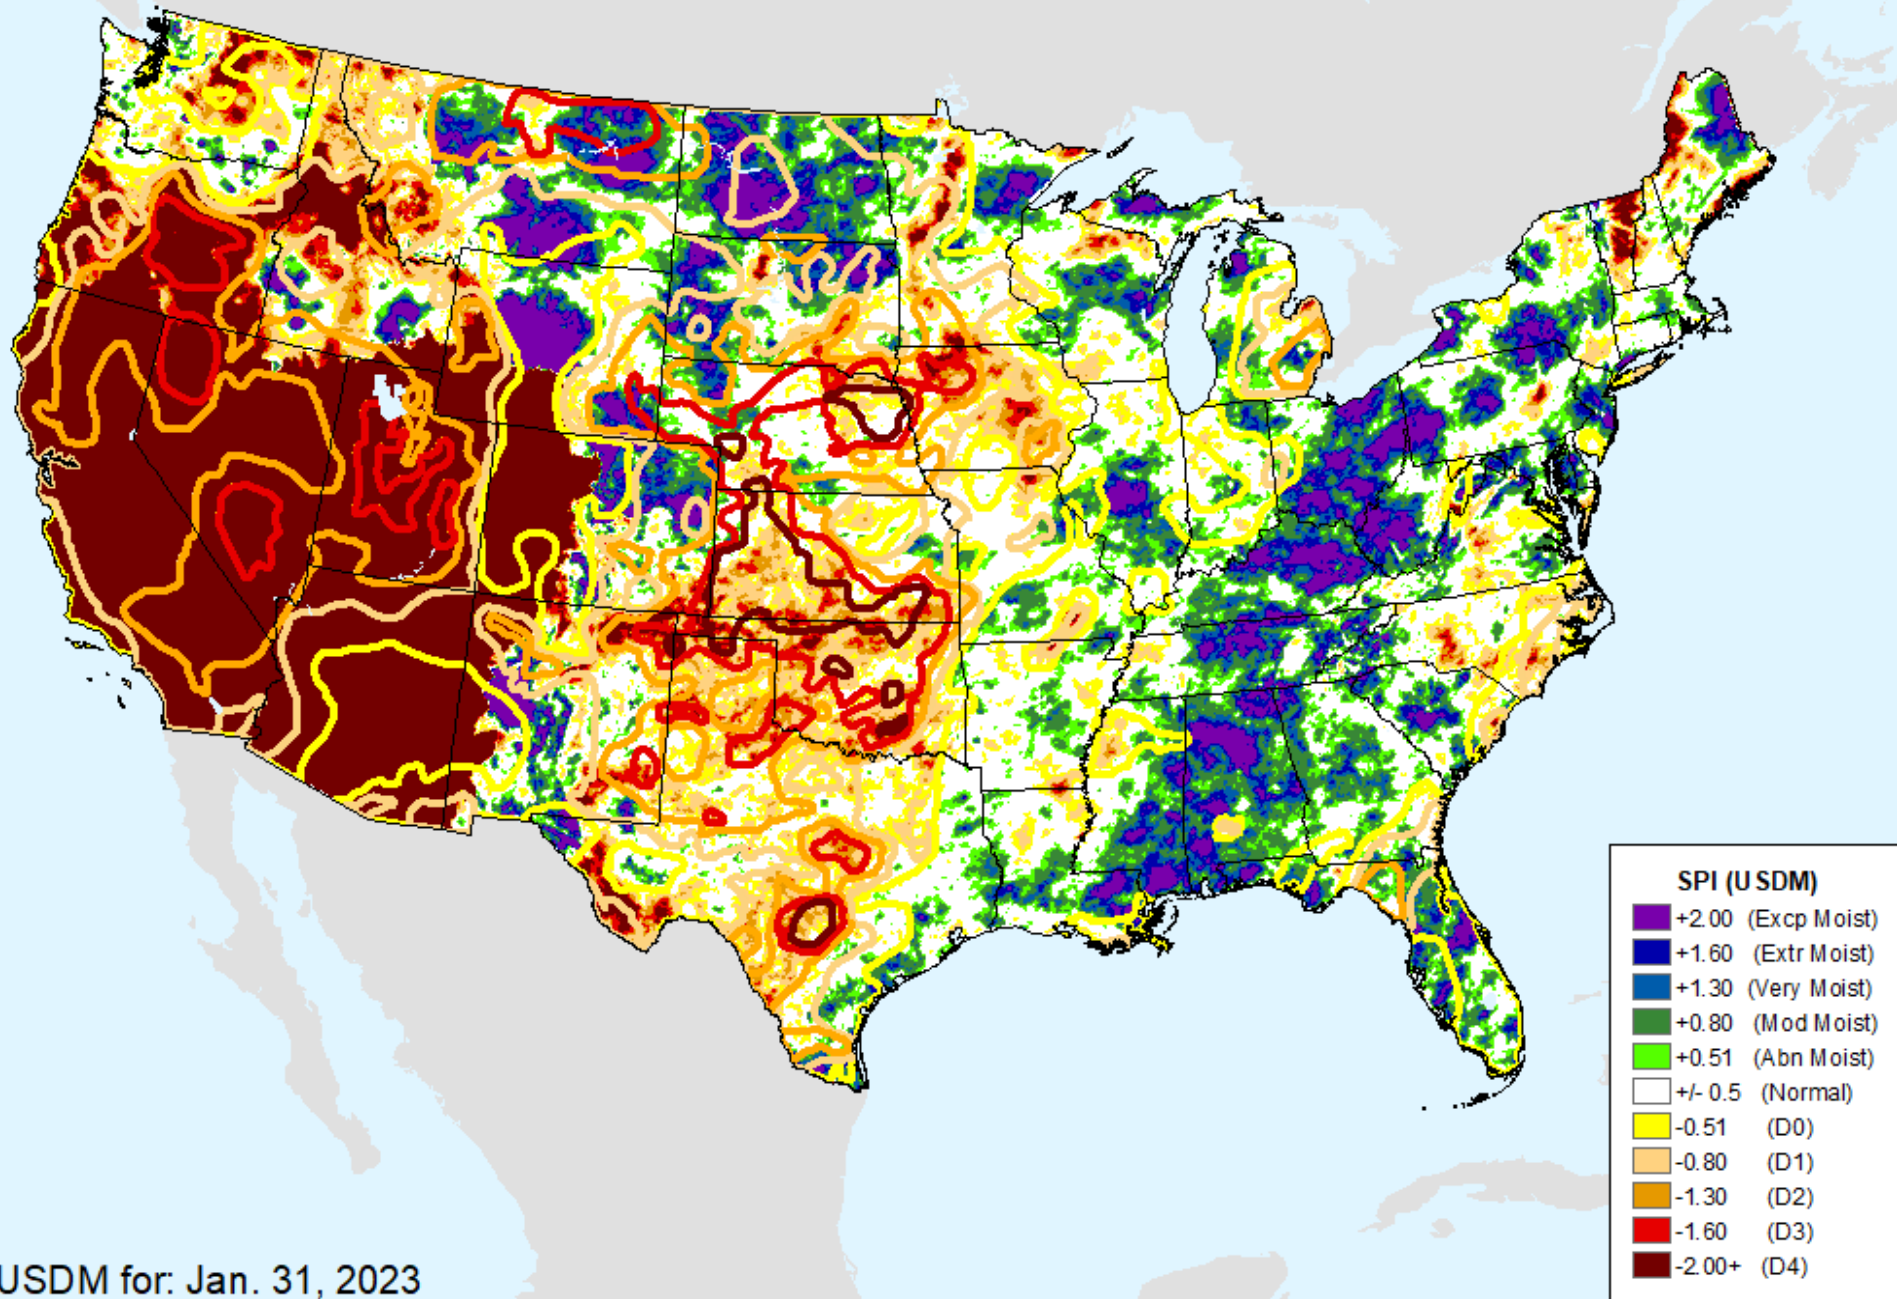 SPI (USDM)
+2.00 (Excp Moist)
+1.60 (Extr Moist)
+1.30 (Very Moist)
+0.80 (Mod Moist)
+0.51 (Abn Moist)
+/- 0.5 (Normal)
-0.51 (D0)
-0.80 (D1)
-1.30 (D2)
-1.60 (D3)
-2.00+ (D4)
USDM for: Jan. 31, 2023